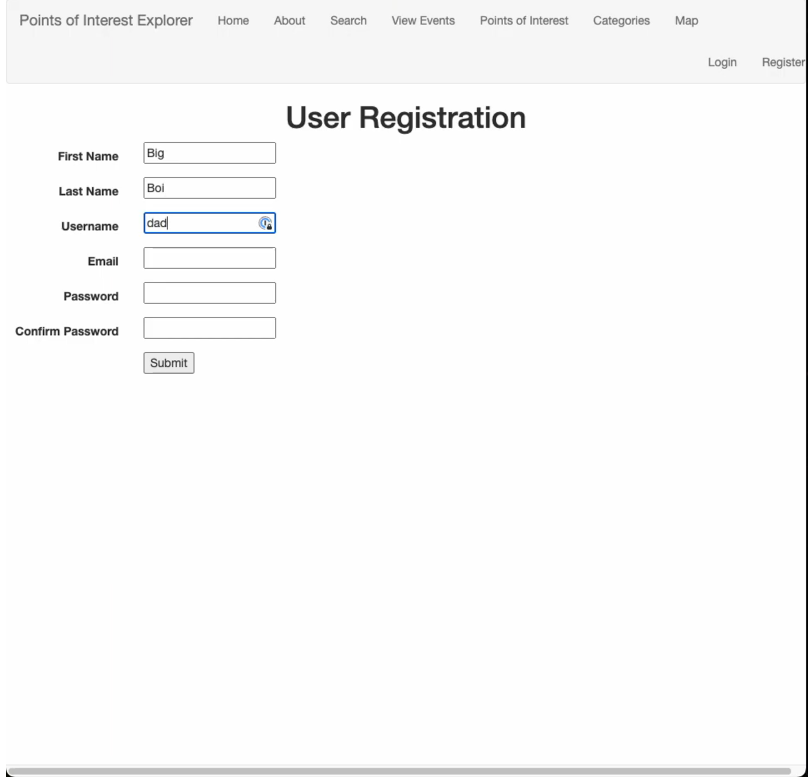 Points of Interest Explorer Home About Search View Events Points of Interest Categories Map
Login Register
User Registration
First Name Big
Last Name Boi
Username dad
Email
Password
Confirm Password
Submit